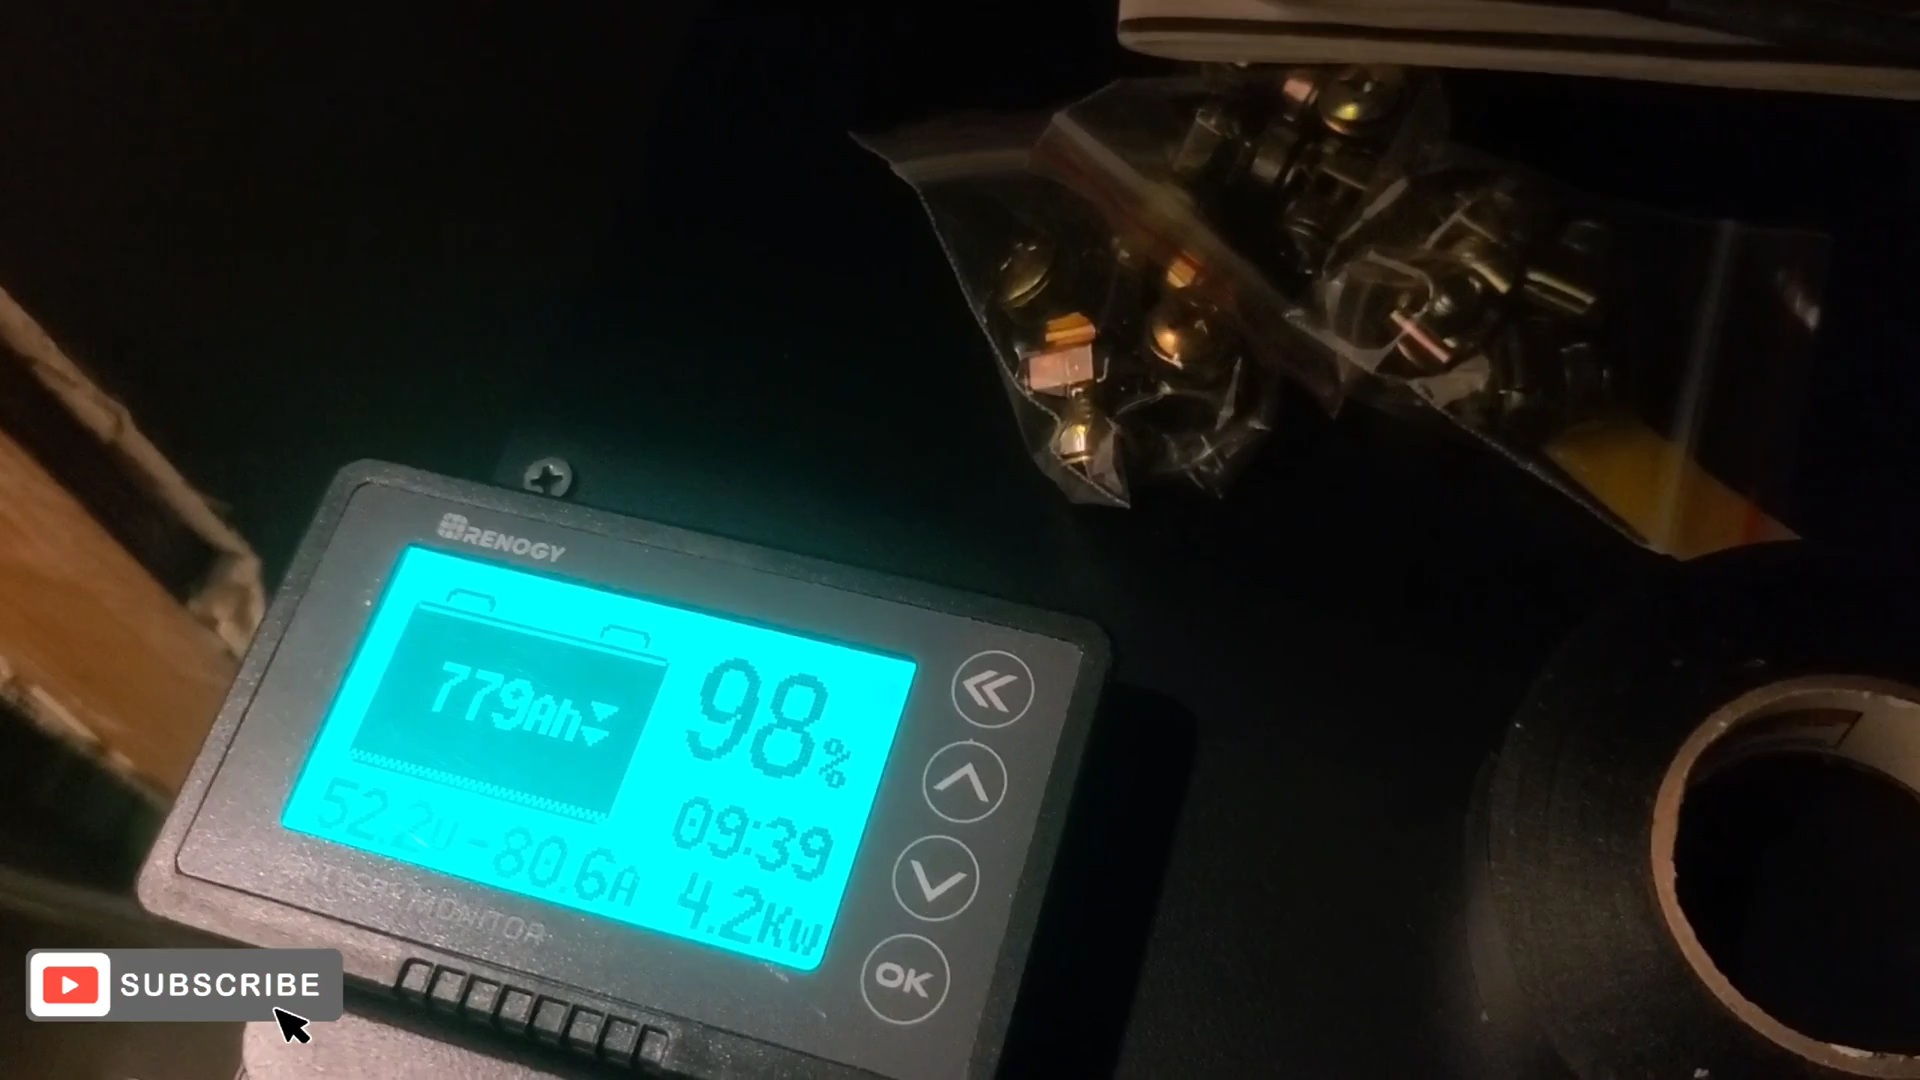 RENOGY
779Ah
98%
09:39
52.2V -80.6A
4.2Kw
BATTERY MONITOR
OK
SUBSCRIBE